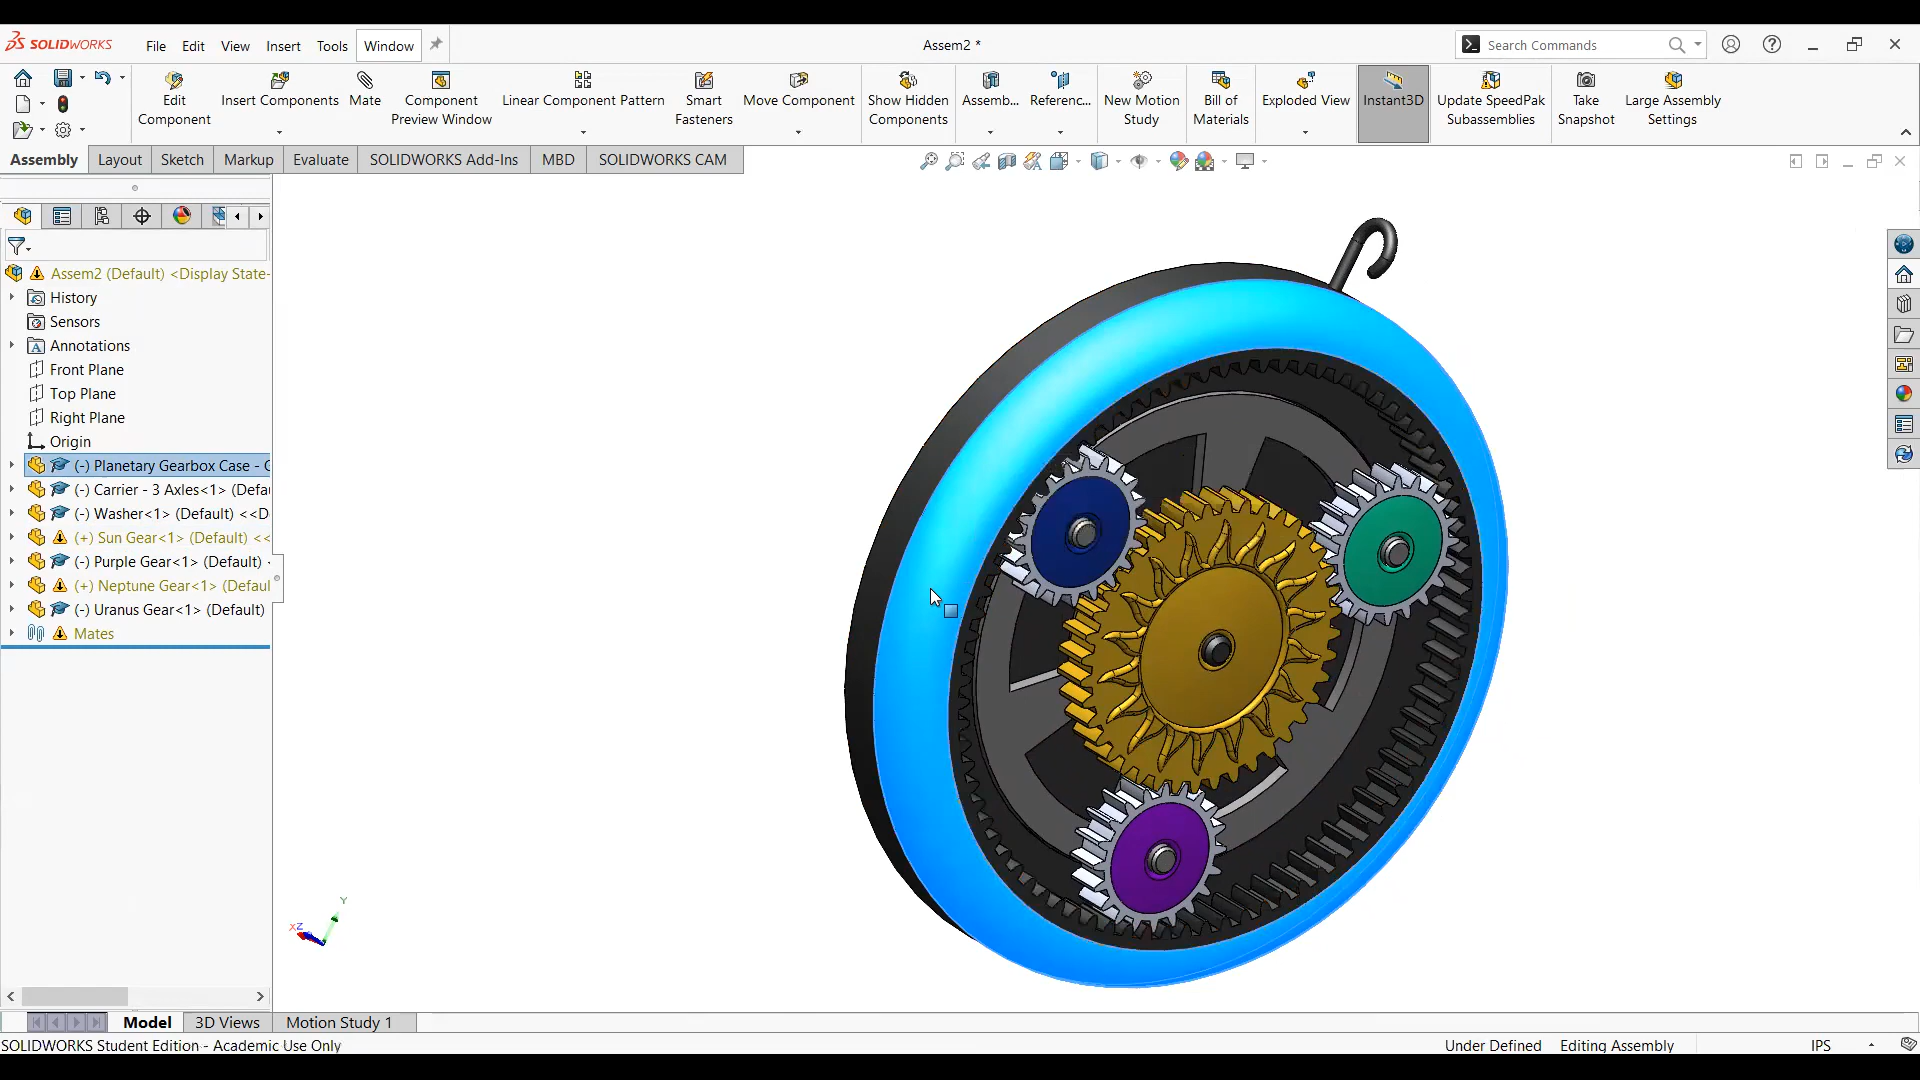 SOLIDWORKS File Edit View Insert Tools Window Assem2 * Search Commands
Edit Component
Insert Components
Mate
Component Preview Window
Linear Component Pattern
Smart Fasteners
Move Component
Show Hidden Components
Assemb...
Referenc...
New Motion Study
Bill of Materials
Exploded View
Instant3D
Update SpeedPak Subassemblies
Take Snapshot
Large Assembly Settings
Assembly Layout Sketch Markup Evaluate SOLIDWORKS Add-Ins MBD SOLIDWORKS CAM
Assem2 (Default) <Display State-
History
Sensors
Annotations
Front Plane
Top Plane
Right Plane
Origin
(-) Planetary Gearbox Case -
(-) Carrier - 3 Axles<1> (Defau
(-) Washer<1> (Default) <<D
(+) Sun Gear<1> (Default) <<
(-) Purple Gear<1> (Default)
(+) Neptune Gear<1> (Defaul
(-) Uranus Gear<1> (Default)
Mates
Y
X Z
Model 3D Views Motion Study 1
SOLIDWORKS Student Edition - Academic Use Only Under Defined Editing Assembly IPS